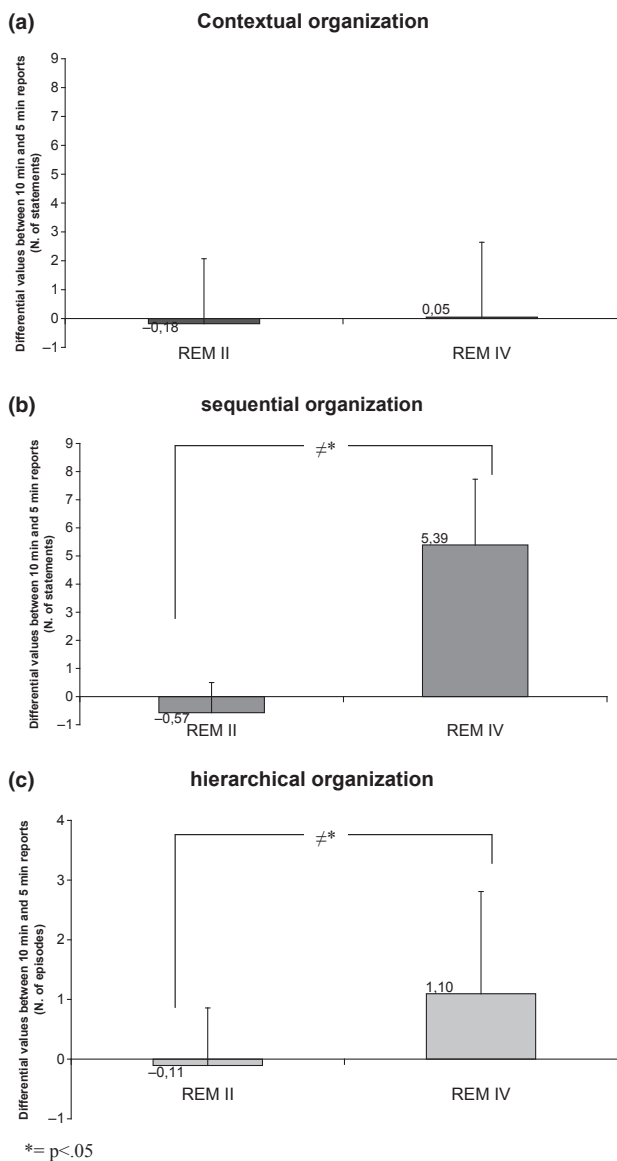 (a) Contextual organization
Differential values between 10 min and 5 min reports
(N. of statements)
9
8
7
6
5
4
3
2
1
0
–1
–0,18
0,05
REM II
REM IV
(b) sequential organization
Differential values between 10 min and 5 min reports
(N. of statements)
9
8
7
6
5
4
3
2
1
0
–1
≠*
5,39
–0,57
REM II
REM IV
(c) hierarchical organization
Differential values between 10 min and 5 min reports
(N. of episodes)
4
3
2
1
0
–1
≠*
1,10
–0,11
REM II
REM IV
*= p<.05